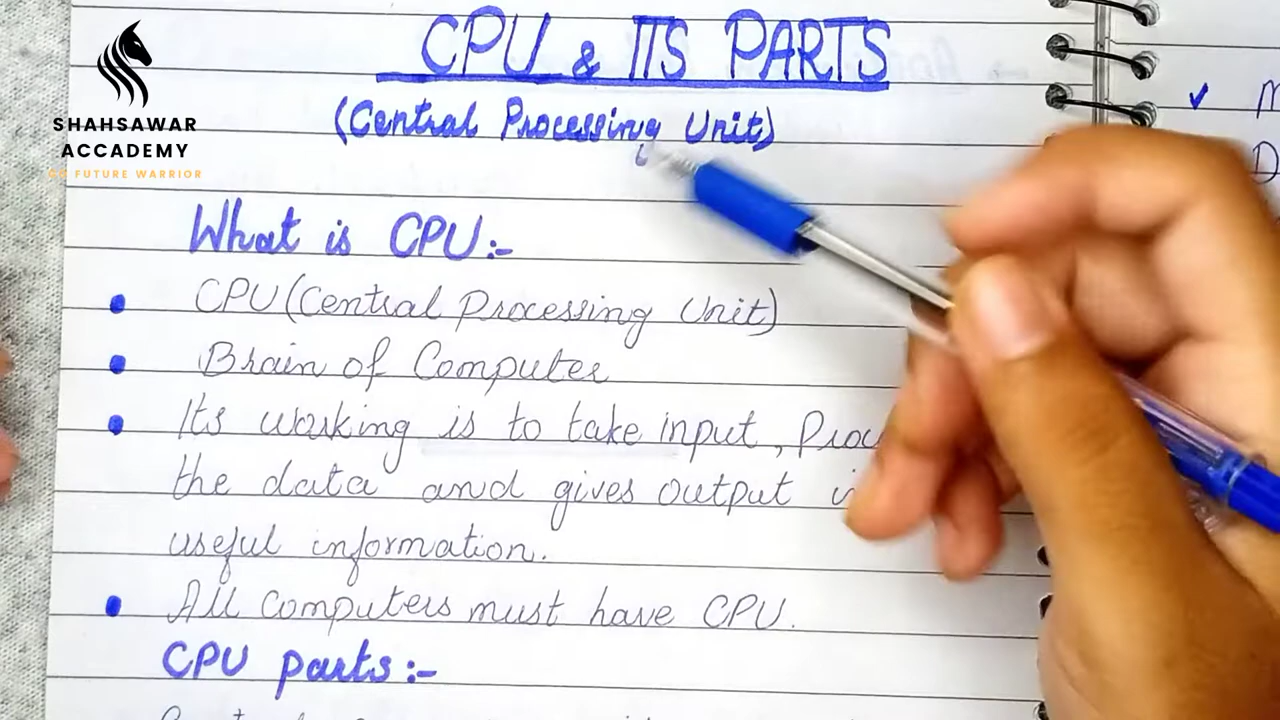 CPU & ITS PARTS
(Central Processing Unit)
SHAHSAWAR
ACCADEMY
FUTURE WARRIOR
What is CPU:-
CPU (Central Processing Unit)
Brain of Computer
Its working is to take input,
the data and gives output
useful information.
All Computers must have CPU.
CPU parts:-